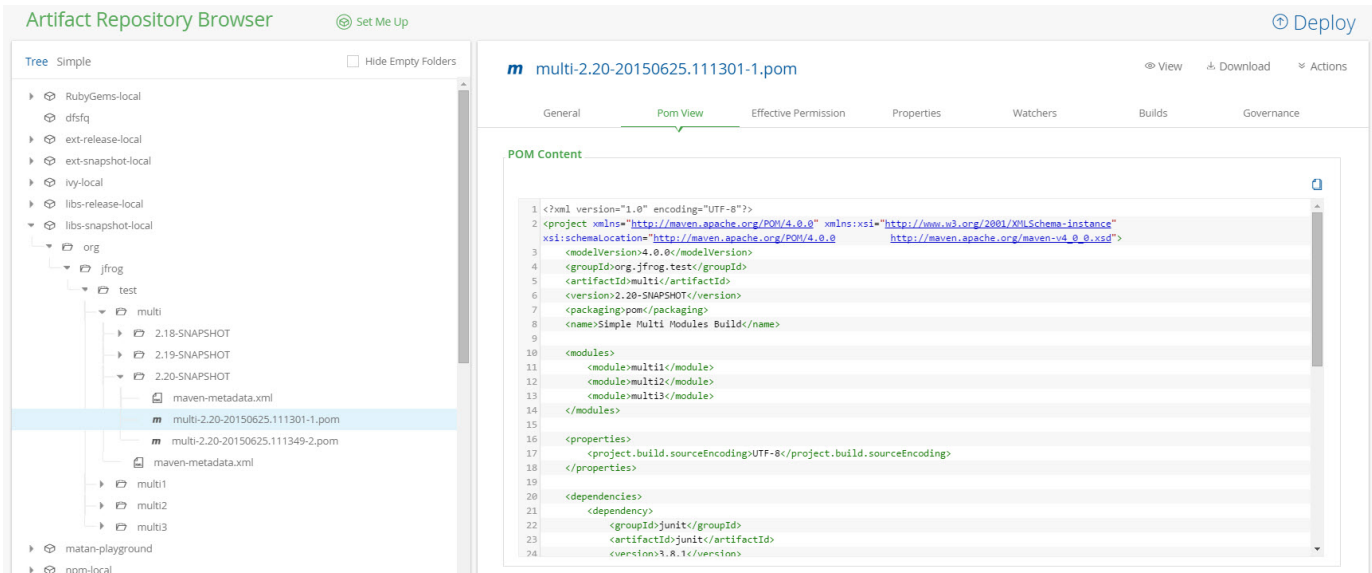 Artifact Repository Browser
Set Me Up
Deploy
Tree Simple
Hide Empty Folders
RubyGems-local
dfsfq
ext-release-local
ext-snapshot-local
ivy-local
libs-release-local
libs-snapshot-local
org
jfrog
test
multi
2.18-SNAPSHOT
2.19-SNAPSHOT
2.20-SNAPSHOT
maven-metadata.xml
multi-2.20-20150625.111301-1.pom
multi-2.20-20150625.111349-2.pom
maven-metadata.xml
multi1
multi2
multi3
matan-playground
npm-local
m multi-2.20-20150625.111301-1.pom
View Download Actions
General Pom View Effective Permission Properties Watchers Builds Governance
POM Content
1 <?xml version="1.0" encoding="UTF-8"?>
2 <project xmlns="http://maven.apache.org/POM/4.0.0" xmlns:xsi="http://www.w3.org/2001/XMLSchema-instance"
xsi:schemaLocation="http://maven.apache.org/POM/4.0.0 http://maven.apache.org/maven-v4_0_0.xsd">
3 <modelVersion>4.0.0</modelVersion>
4 <groupId>org.jfrog.test</groupId>
5 <artifactId>multi</artifactId>
6 <version>2.20-SNAPSHOT</version>
7 <packaging>pom</packaging>
8 <name>Simple Multi Modules Build</name>
9
10 <modules>
11 <module>multi1</module>
12 <module>multi2</module>
13 <module>multi3</module>
14 </modules>
15
16 <properties>
17 <project.build.sourceEncoding>UTF-8</project.build.sourceEncoding>
18 </properties>
19
20 <dependencies>
21 <dependency>
22 <groupId>junit</groupId>
23 <artifactId>junit</artifactId>
24 <version>3.8.1</version>